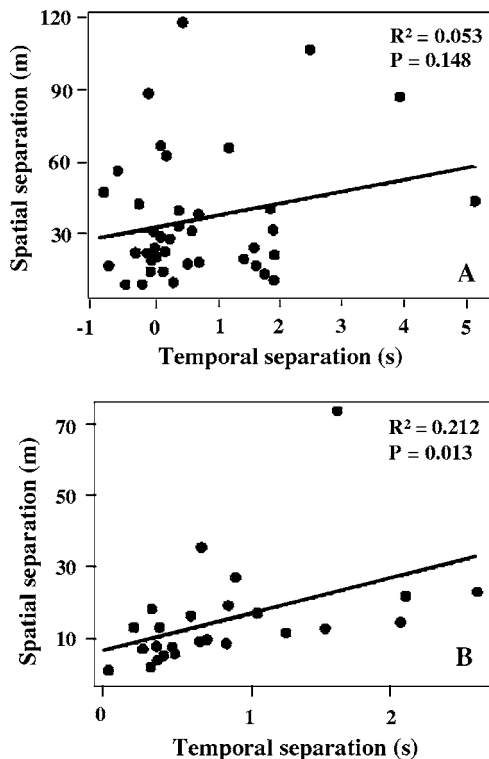 120
R² = 0.053
P = 0.148
90
60
30
Spatial separation (m)
A
-1 0 1 2 3 4 5
Temporal separation (s)
70
R² = 0.212
P = 0.013
50
30
10
Spatial separation (m)
B
0 1 2
Temporal separation (s)